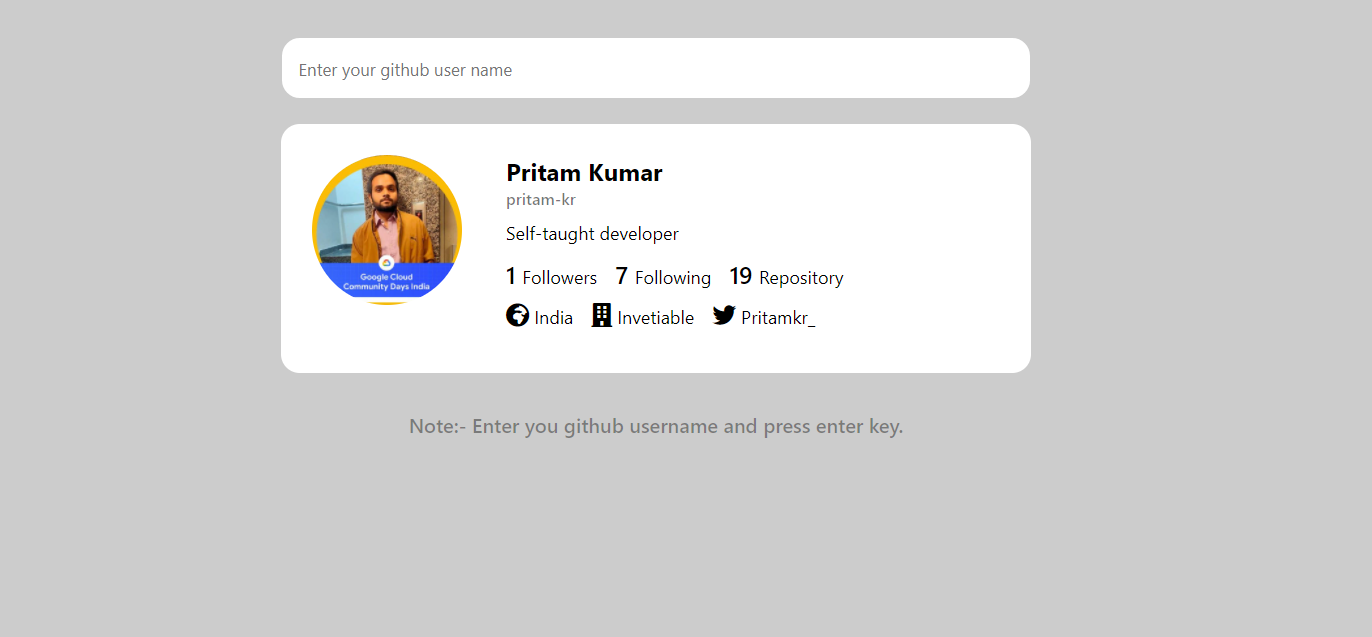 Enter your github user name
Pritam Kumar
pritam-kr
Self-taught developer
Google Cloud
Community Days India
1 Followers 7 Following 19 Repository
India Invetiable Pritamkr_
Note:- Enter you github username and press enter key.